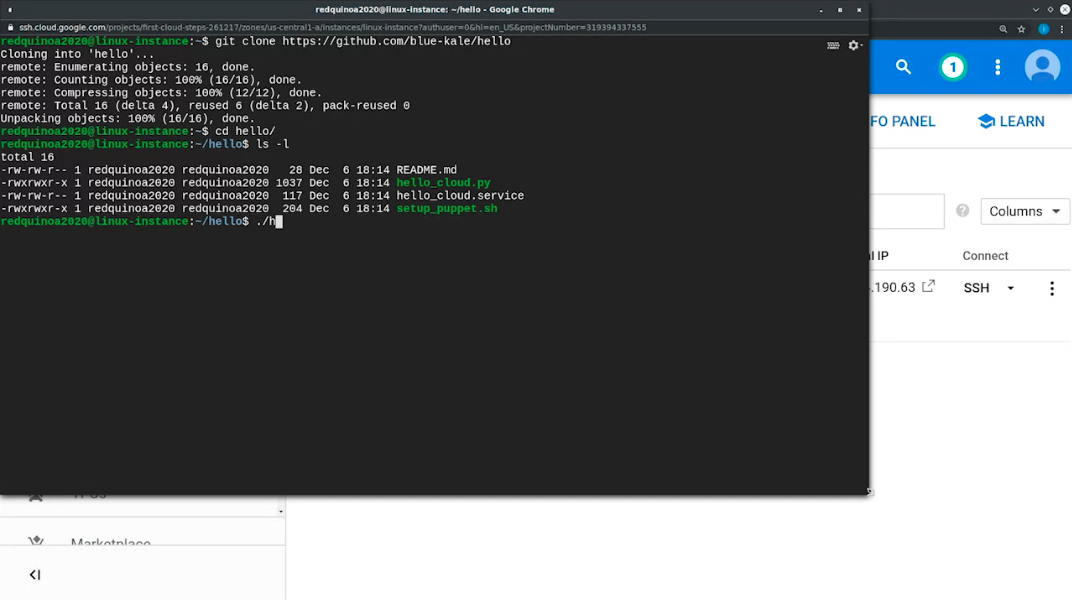 redquinoa2020@linux-instance: ~/hello - Google Chrome
ssh.cloud.google.com/projects/first-cloud-steps-261217/zones/us-central1-a/instances/linux-instance?authuser=0&hl=en_US&projectNumber=319394337555
redquinoa2020@linux-instance:~$ git clone https://github.com/blue-kale/hello
Cloning into 'hello'...
remote: Enumerating objects: 16, done.
remote: Counting objects: 100% (16/16), done.
remote: Compressing objects: 100% (12/12), done.
remote: Total 16 (delta 4), reused 6 (delta 2), pack-reused 0
Unpacking objects: 100% (16/16), done.
redquinoa2020@linux-instance:~$ cd hello/
redquinoa2020@linux-instance:~/hello$ ls -l
total 16
-rw-rw-r-- 1 redquinoa2020 redquinoa2020   28 Dec  6 18:14 README.md
-rwxrwxr-x 1 redquinoa2020 redquinoa2020 1037 Dec  6 18:14 hello_cloud.py
-rw-rw-r-- 1 redquinoa2020 redquinoa2020  117 Dec  6 18:14 hello_cloud.service
-rwxrwxr-x 1 redquinoa2020 redquinoa2020  204 Dec  6 18:14 setup_puppet.sh
redquinoa2020@linux-instance:~/hello$ ./h
1
FO PANEL
LEARN
Columns
l IP
Connect
.190.63
SSH
Marketplace